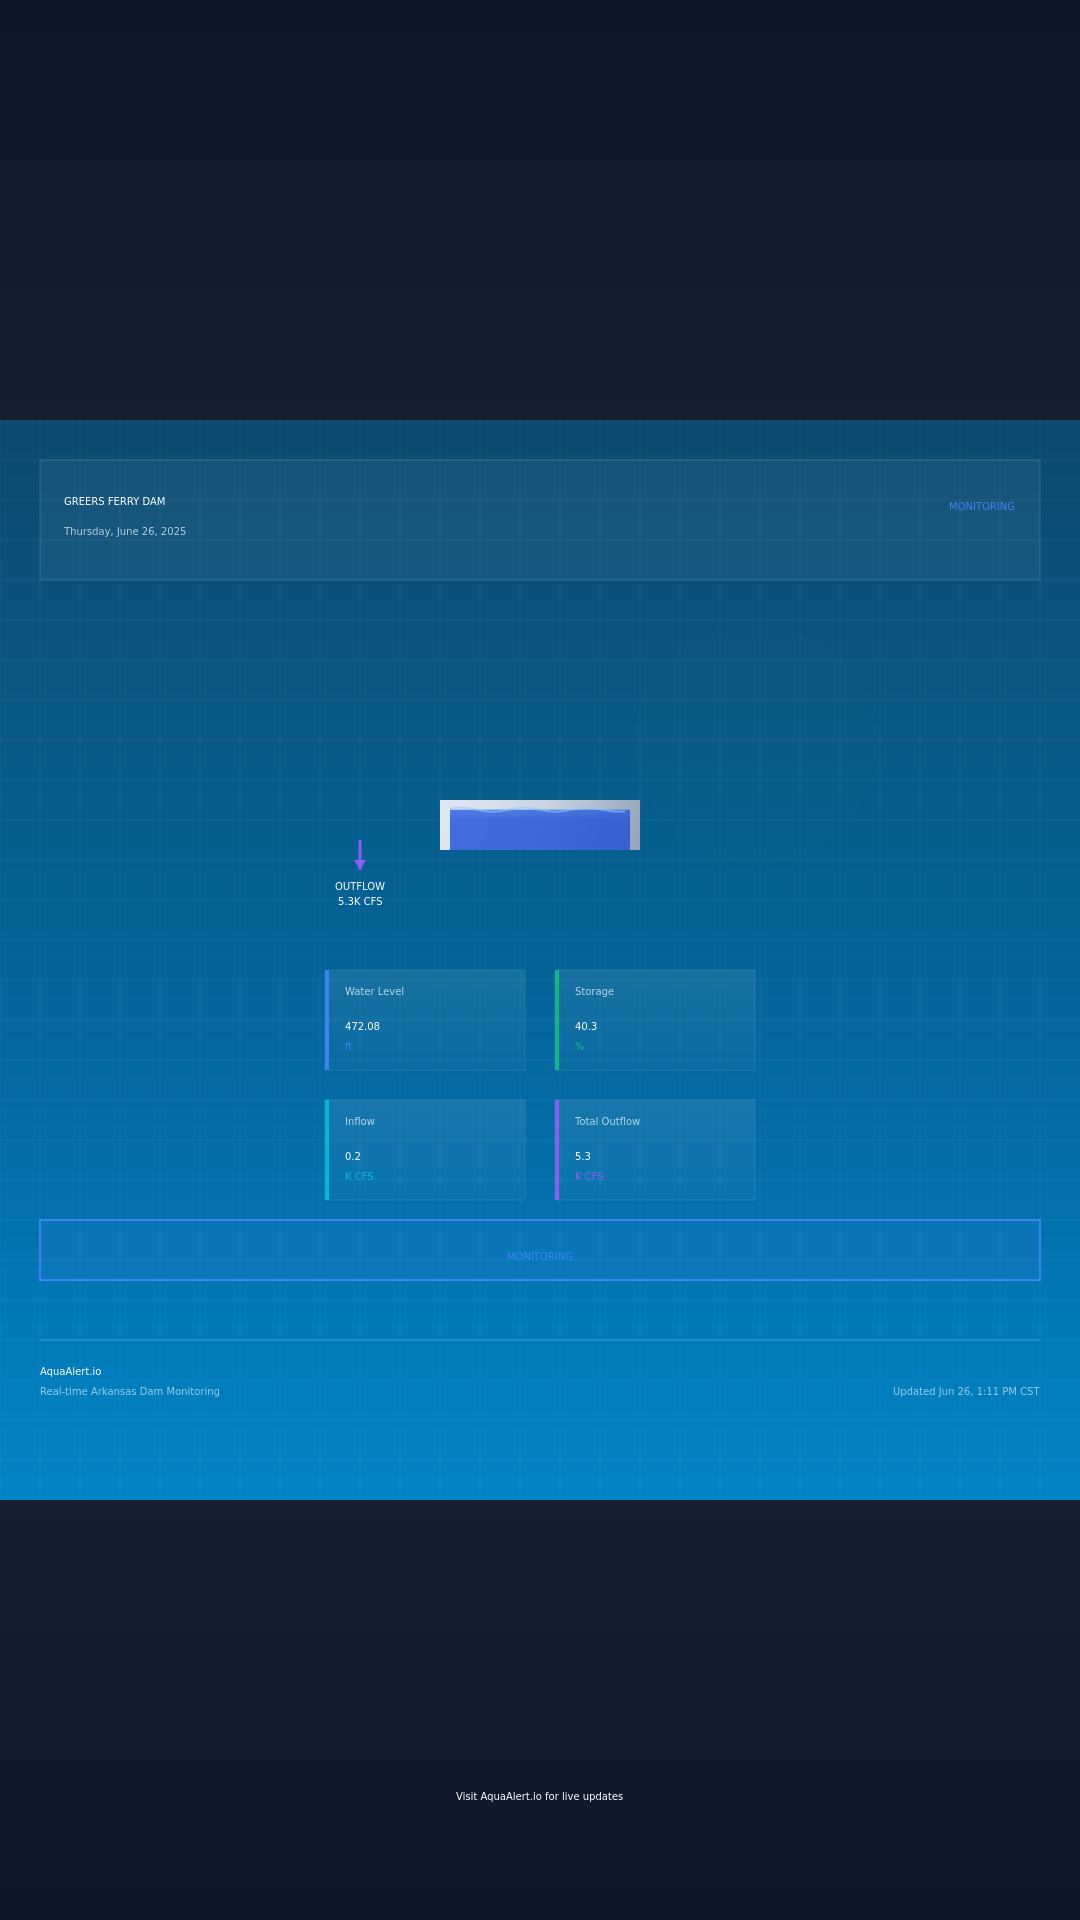 GREERS FERRY DAM
MONITORING
Thursday, June 26, 2025
OUTFLOW
5.3K CFS
Water Level
472.08
ft
Storage
40.3
%
Inflow
0.2
K CFS
Total Outflow
5.3
K CFS
MONITORING
AquaAlert.io
Real-time Arkansas Dam Monitoring
Updated Jun 26, 1:11 PM CST
Visit AquaAlert.io for live updates